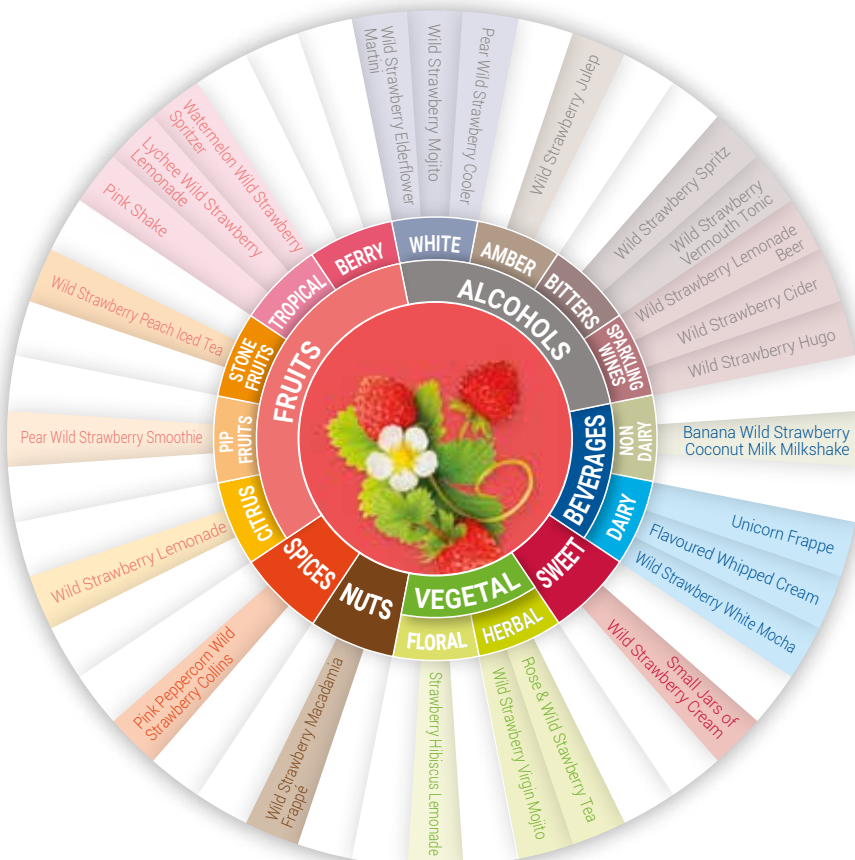 Wild Strawberry Elderflower
Martini
Wild Strawberry Mojito
Pear Wild Strawberry Cooler
Wild Strawberry Julep
Wild Strawberry Spritz
Wild Strawberry
Vermouth Tonic
Wild Strawberry Lemonade
Beer
Wild Strawberry Cider
Wild Strawberry Hugo
Banana Wild Strawberry
Coconut Milk Milkshake
Unicorn Frappe
Flavoured Whipped Cream
Wild Strawberry White Mocha
Small Jars of
Wild Strawberry Cream
Rose & Wild Stawberry Tea
Wild Strawberry Virgin Mojito
Strawberry Hibiscus Lemonade
Wild Strawberry Macadamia
Frappé
Pink Peppercorn Wild
Strawberry Collins
Wild Strawberry Lemonade
Pear Wild Strawberry Smoothie
Wild Strawberry Peach Iced Tea
Pink Shake
Lychee Wild Strawberry
Lemonade
Watermelon Wild Strawberry
Spritzer
WHITE
AMBER
BITTERS
SPARKLING
WINES
NON
DAIRY
DAIRY
SWEET
HERBAL
FLORAL
NUTS
SPICES
CITRUS
PIP
FRUITS
STONE
FRUITS
TROPICAL
BERRY
ALCOHOLS
BEVERAGES
VEGETAL
FRUITS